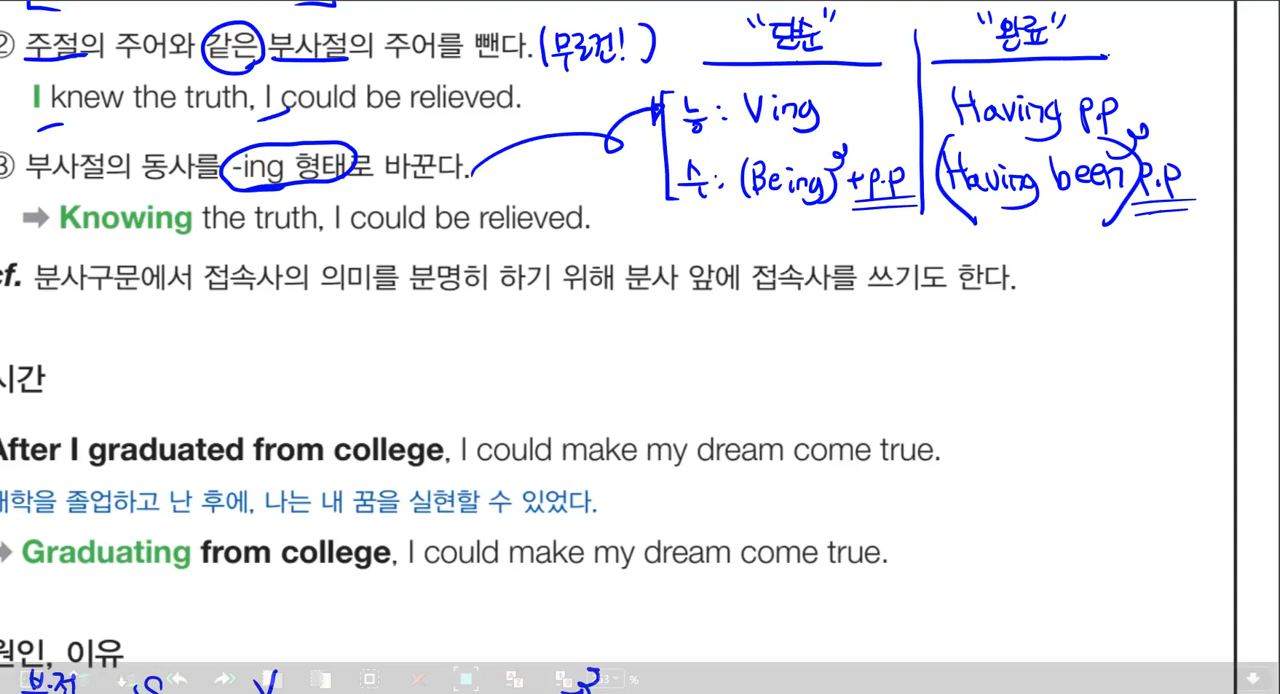 ② 주절의 주어와 같은 부사절의 주어를 뺀다. (무조건!)
"단순" "완료"
I knew the truth, I could be relieved.
능: Ving Having p.p
③ 부사절의 동사를 -ing 형태로 바꾼다.
수: (Being) + p.p (Having been) p.p
➡ Knowing the truth, I could be relieved.
cf. 분사구문에서 접속사의 의미를 분명히 하기 위해 분사 앞에 접속사를 쓰기도 한다.
시간
After I graduated from college, I could make my dream come true.
대학을 졸업하고 난 후에, 나는 내 꿈을 실현할 수 있었다.
➡ Graduating from college, I could make my dream come true.
원인, 이유
S V
%